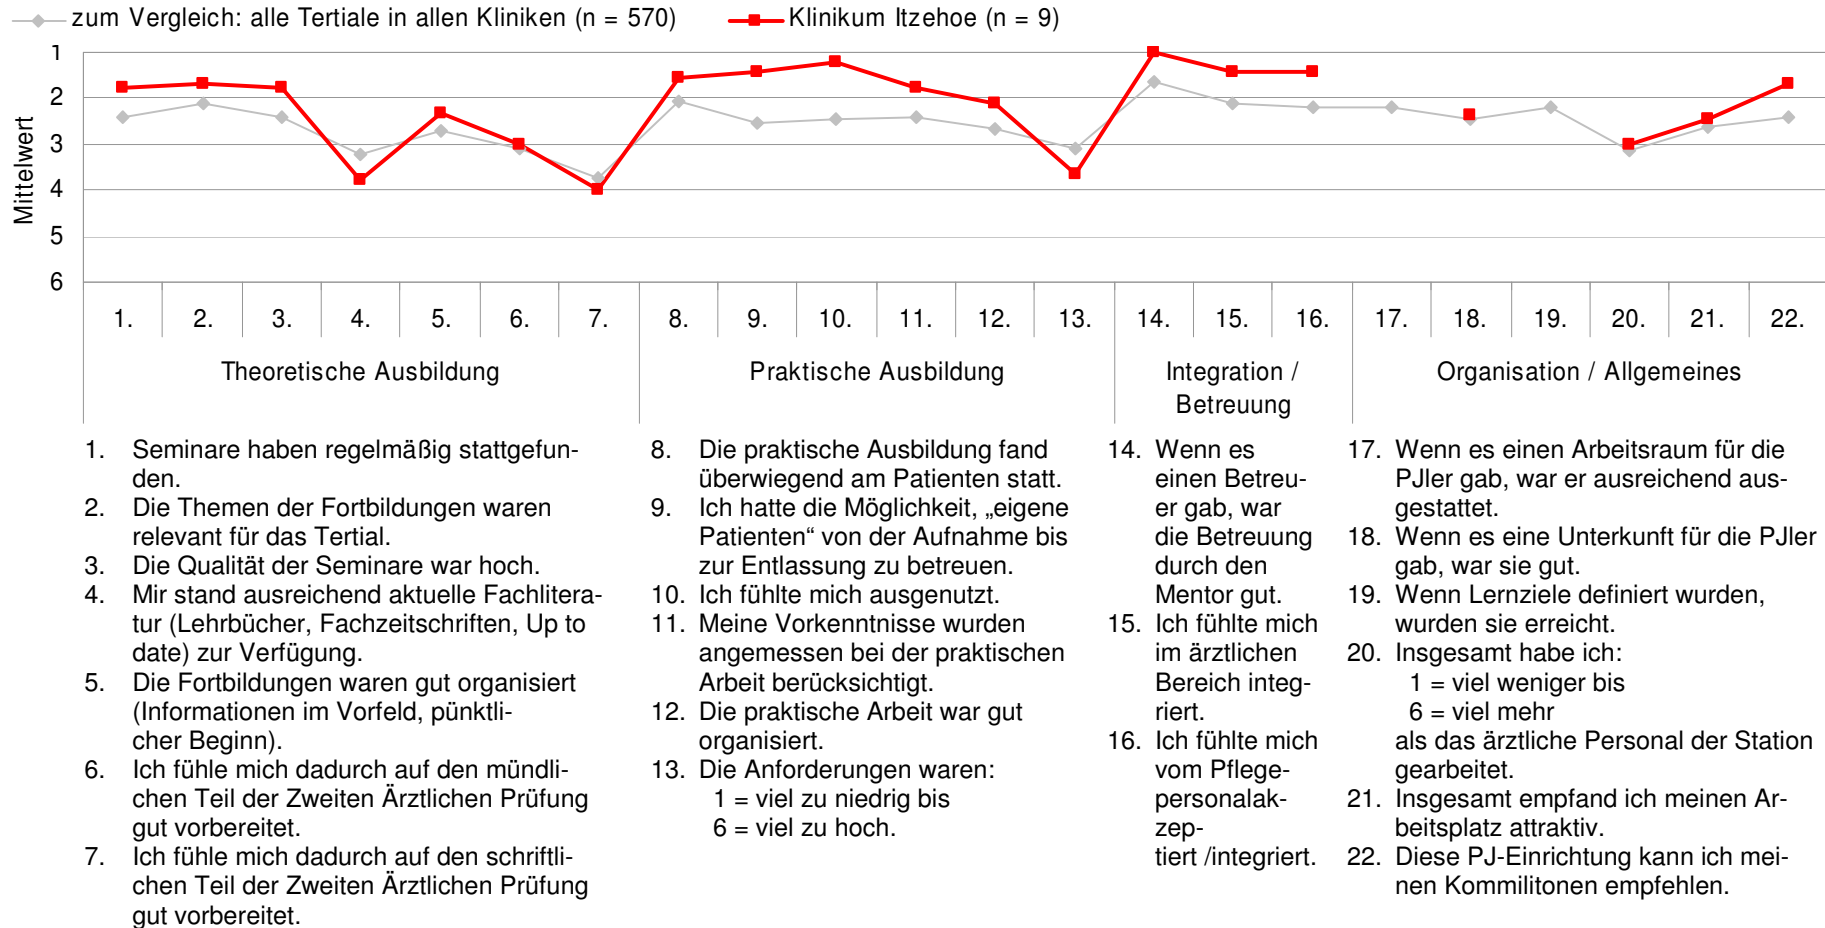 zum Vergleich: alle Tertiale in allen Kliniken (n = 570)
Klinikum Itzehoe (n = 9)
Mittelwert
1
2
3
4
5
6
1. 2. 3. 4. 5. 6. 7. 8. 9. 10. 11. 12. 13. 14. 15. 16. 17. 18. 19. 20. 21. 22.
Theoretische Ausbildung
Praktische Ausbildung
Integration /
Betreuung
Organisation / Allgemeines
1. Seminare haben regelmäßig stattgefun-
den.
2. Die Themen der Fortbildungen waren
relevant für das Tertial.
3. Die Qualität der Seminare war hoch.
4. Mir stand ausreichend aktuelle Fachlitera-
tur (Lehrbücher, Fachzeitschriften, Up to
date) zur Verfügung.
5. Die Fortbildungen waren gut organisiert
(Informationen im Vorfeld, pünktli-
cher Beginn).
6. Ich fühle mich dadurch auf den mündli-
chen Teil der Zweiten Ärztlichen Prüfung
gut vorbereitet.
7. Ich fühle mich dadurch auf den schriftli-
chen Teil der Zweiten Ärztlichen Prüfung
gut vorbereitet.
8. Die praktische Ausbildung fand
überwiegend am Patienten statt.
9. Ich hatte die Möglichkeit, „eigene
Patienten“ von der Aufnahme bis
zur Entlassung zu betreuen.
10. Ich fühlte mich ausgenutzt.
11. Meine Vorkenntnisse wurden
angemessen bei der praktischen
Arbeit berücksichtigt.
12. Die praktische Arbeit war gut
organisiert.
13. Die Anforderungen waren:
1 = viel zu niedrig bis
6 = viel zu hoch.
14. Wenn es
einen Betreu-
er gab, war
die Betreuung
durch den
Mentor gut.
15. Ich fühlte mich
im ärztlichen
Bereich integ-
riert.
16. Ich fühlte mich
vom Pflege-
personalak-
zep-
tiert /integriert.
17. Wenn es einen Arbeitsraum für die
PJler gab, war er ausreichend aus-
gestattet.
18. Wenn es eine Unterkunft für die PJler
gab, war sie gut.
19. Wenn Lernziele definiert wurden,
wurden sie erreicht.
20. Insgesamt habe ich:
1 = viel weniger bis
6 = viel mehr
als das ärztliche Personal der Station
gearbeitet.
21. Insgesamt empfand ich meinen Ar-
beitsplatz attraktiv.
22. Diese PJ-Einrichtung kann ich mei-
nen Kommilitonen empfehlen.